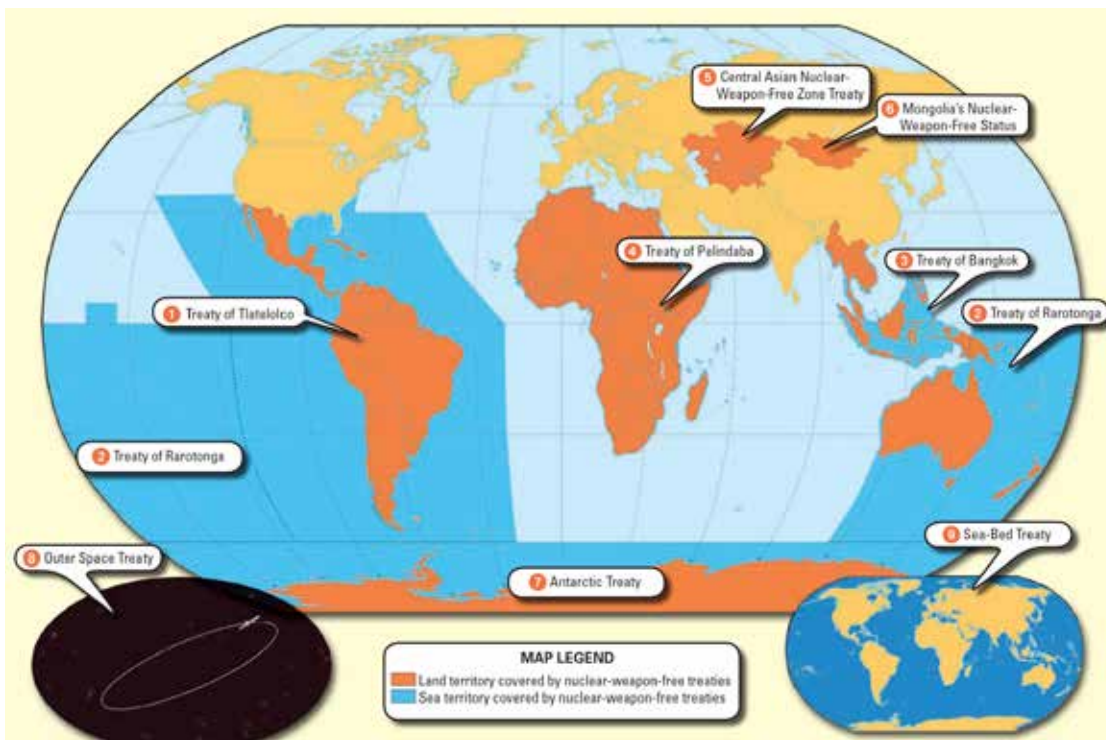 5 Central Asian Nuclear-
Weapon-Free Zone Treaty
6 Mongolia's Nuclear-
Weapon-Free Status
4 Treaty of Pelindaba
3 Treaty of Bangkok
1 Treaty of Tlatelolco
2 Treaty of Rarotonga
2 Treaty of Rarotonga
8 Outer Space Treaty
9 Sea-Bed Treaty
7 Antarctic Treaty
MAP LEGEND
Land territory covered by nuclear-weapon-free treaties
Sea territory covered by nuclear-weapon-free treaties